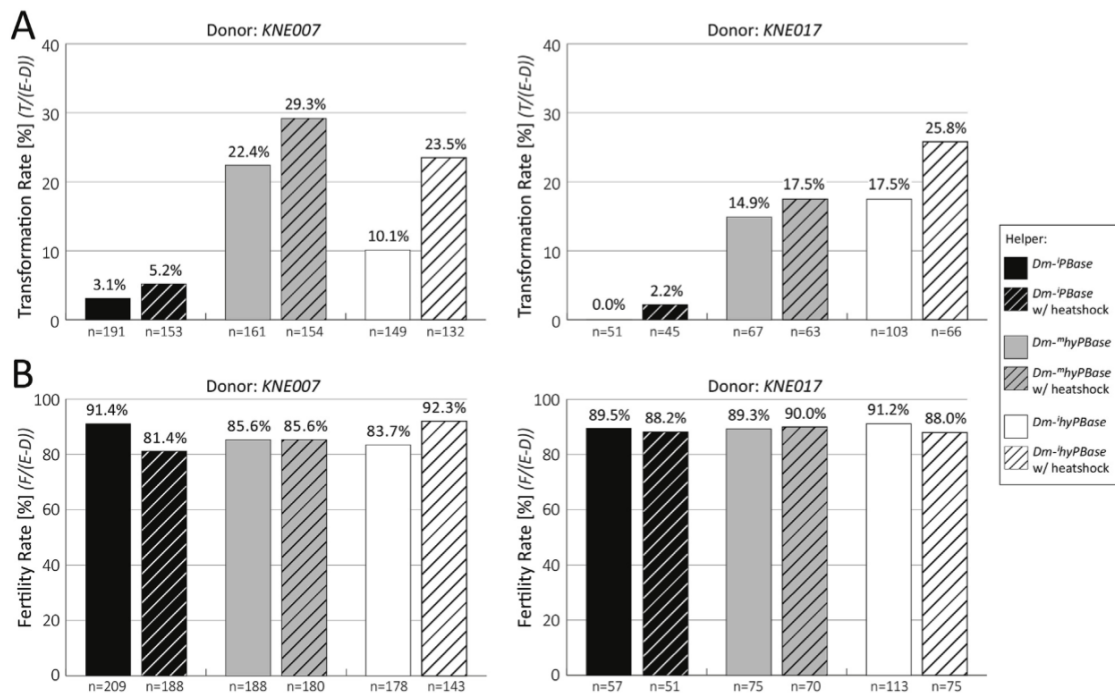 A
Donor: KNE007
Transformation Rate [%] (T/(E-D))
40
30
20
10
0
3.1%
5.2%
22.4%
29.3%
10.1%
23.5%
n=191
n=153
n=161
n=154
n=149
n=132
Donor: KNE017
Transformation Rate [%] (T/(E-D))
40
30
20
10
0
0.0%
2.2%
14.9%
17.5%
17.5%
25.8%
n=51
n=45
n=67
n=63
n=103
n=66
B
Donor: KNE007
Fertility Rate [%] (F/(E-D))
100
80
60
40
20
0
91.4%
81.4%
85.6%
85.6%
83.7%
92.3%
n=209
n=188
n=188
n=180
n=178
n=143
Donor: KNE017
Fertility Rate [%] (F/(E-D))
100
80
60
40
20
0
89.5%
88.2%
89.3%
90.0%
91.2%
88.0%
n=57
n=51
n=75
n=70
n=113
n=75
Helper:
Dm-ⁱPBase
Dm-ⁱPBase
w/ heatshock
Dm-ᵐhyPBase
Dm-ᵐhyPBase
w/ heatshock
Dm-ⁱhyPBase
Dm-ⁱhyPBase
w/ heatshock